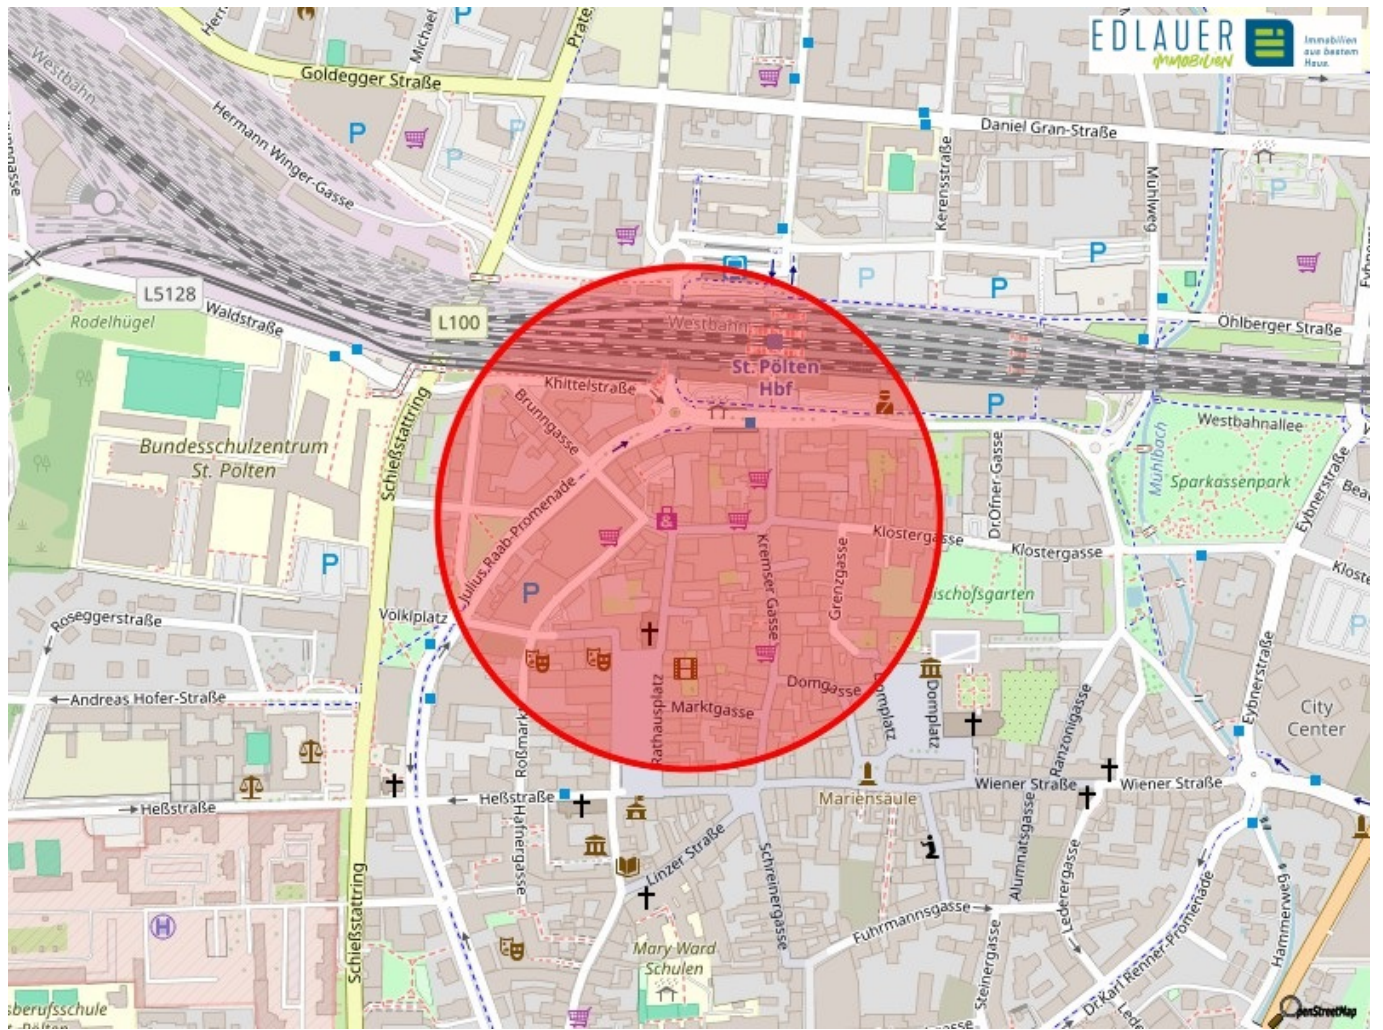 EDLAUER
IMMOBILIEN
Immobilien
aus bestem
Haus.
P
Goldegger Straße
Westbahn
Hermann Winger-Gasse
P
P
P
Daniel Gran-Straße
Kerensstraße
Mühlweg
P
P
P
P
L5128
Waldstraße
L100
Rodelhügel
Westbahn
St. Pölten
Hbf
Öhlberger Straße
Khittelstraße
Brunngasse
P
Westbahnallee
Mühlbach
Sparkassenpark
Eybnerstraße
Bundesschulzentrum
St. Pölten
Schießstattring
Julius-Raab-Promenade
Dr.Ofner-Gasse
Klostergasse
Klostergasse
Kremser Gasse
Grenzgasse
P
P
P
Bischofsgarten
Völklplatz
Roseggerstraße
Andreas Hofer-Straße
Rathausplatz
Marktgasse
Domgasse
Domplatz
Domplatz
Ranzonigasse
Eybnerstraße
City
Center
Heßstraße
Heßstraße
Mariensäule
Wiener Straße
Wiener Straße
Linzer Straße
Schreinergasse
Alumnatsgasse
Lederergasse
Schießstattring
H
Fuhrmannsgasse
Steinergasse
Dr.Karl Renner-Promenade
Hammerweg
Mary Ward
Schulen
OpenStreetMap